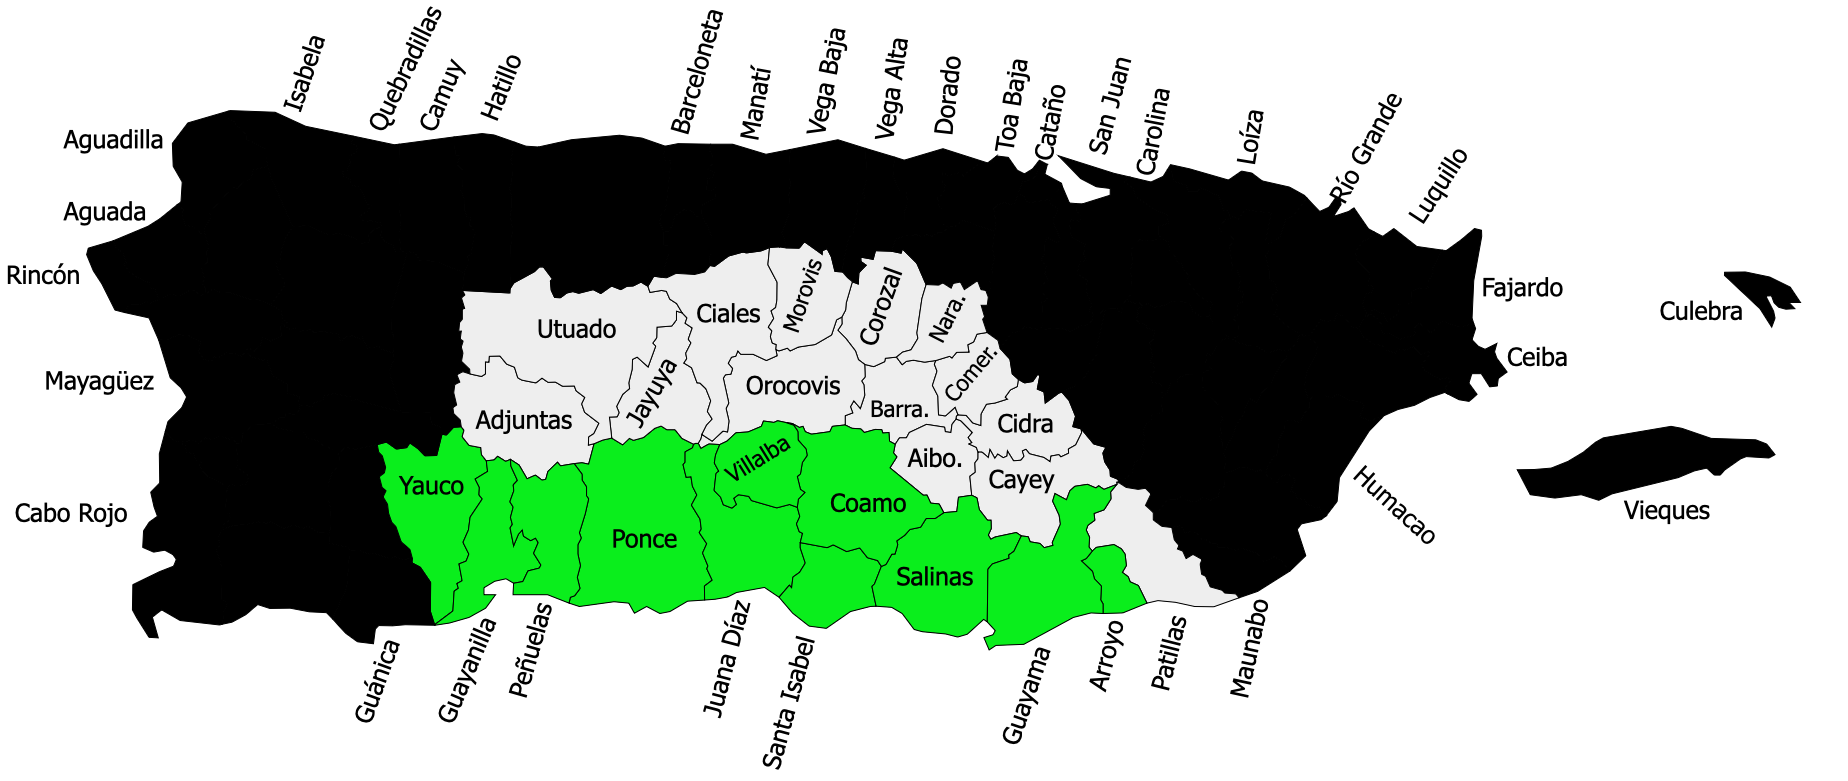 Isabela
Quebradillas
Camuy
Hatillo
Barceloneta
Manatí
Vega Baja
Vega Alta
Dorado
Toa Baja
Cataño
San Juan
Carolina
Loíza
Río Grande
Luquillo
Aguadilla
Aguada
Rincón
Mayagüez
Cabo Rojo
Fajardo
Culebra
Ceiba
Vieques
Humacao
Utuado
Ciales
Morovis
Corozal
Nara.
Jayuya
Orocovis
Comer.
Adjuntas
Barra.
Cidra
Aibo.
Cayey
Yauco
Villalba
Coamo
Ponce
Salinas
Guánica
Guayanilla
Peñuelas
Juana Díaz
Santa Isabel
Guayama
Arroyo
Patillas
Maunabo